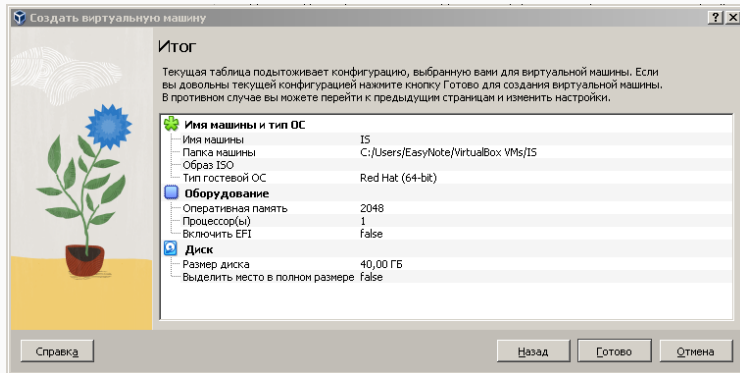 Создать виртуальную машину
Итог
Текущая таблица подытоживает конфигурацию, выбранную вами для виртуальной машины. Если
вы довольны текущей конфигурацией нажмите кнопку Готово для создания виртуальной машины.
В противном случае вы можете перейти к предыдущим страницам и изменить настройки.
Имя машины и тип ОС
Имя машины IS
Папка машины C:/Users/EasyNote/VirtualBox VMs/IS
Образ ISO
Тип гостевой ОС Red Hat (64-bit)
Оборудование
Оперативная память 2048
Процессор(ы) 1
Включить EFI false
Диск
Размер диска 40,00 ГБ
Выделить место в полном размере false
Справка Назад Готово Отмена